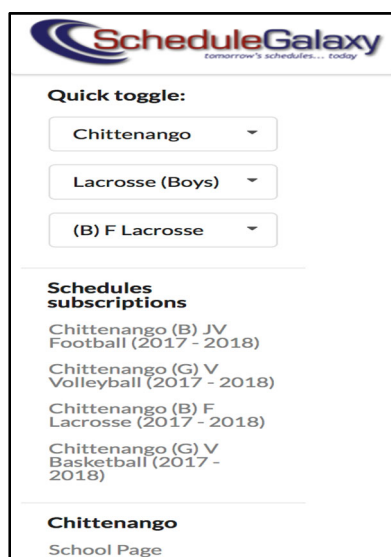 ScheduleGalaxy
tomorrow's schedules... today
Quick toggle:
Chittenango
Lacrosse (Boys)
(B) F Lacrosse
Schedules
subscriptions
Chittenango (B) JV
Football (2017 - 2018)
Chittenango (G) V
Volleyball (2017 - 2018)
Chittenango (B) F
Lacrosse (2017 - 2018)
Chittenango (G) V
Basketball (2017 -
2018)
Chittenango
School Page